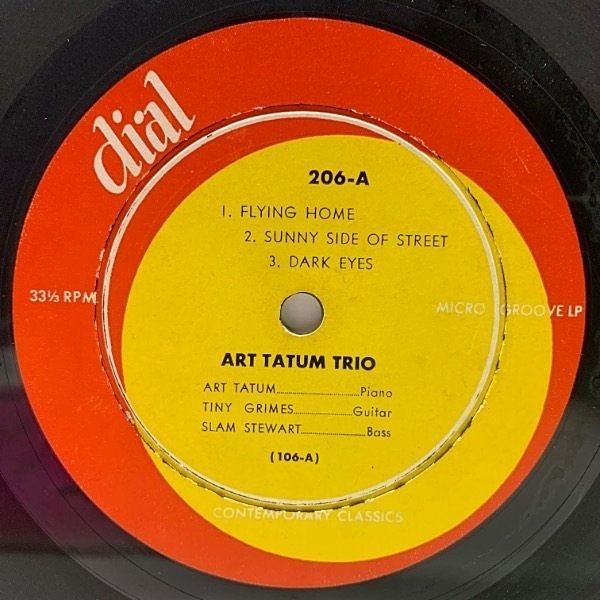 dial
206-A
1. FLYING HOME
2. SUNNY SIDE OF STREET
3. DARK EYES
33⅓ RPM
MICRO GROOVE LP
ART TATUM TRIO
ART TATUM........................Piano
TINY GRIMES................Guitar
SLAM STEWART..................Bass
(106-A)
CONTEMPORARY CLASSICS